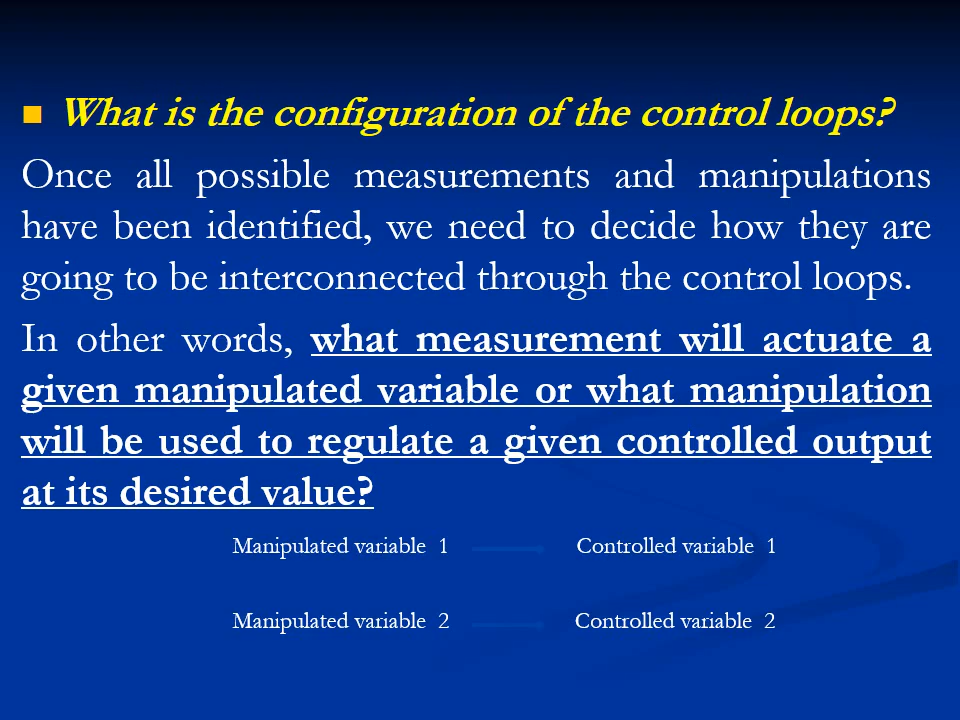 What is the configuration of the control loops?
Once all possible measurements and manipulations
have been identified, we need to decide how they are
going to be interconnected through the control loops.
In other words, what measurement will actuate a
given manipulated variable or what manipulation
will be used to regulate a given controlled output
at its desired value?
Manipulated variable 1 Controlled variable 1
Manipulated variable 2 Controlled variable 2